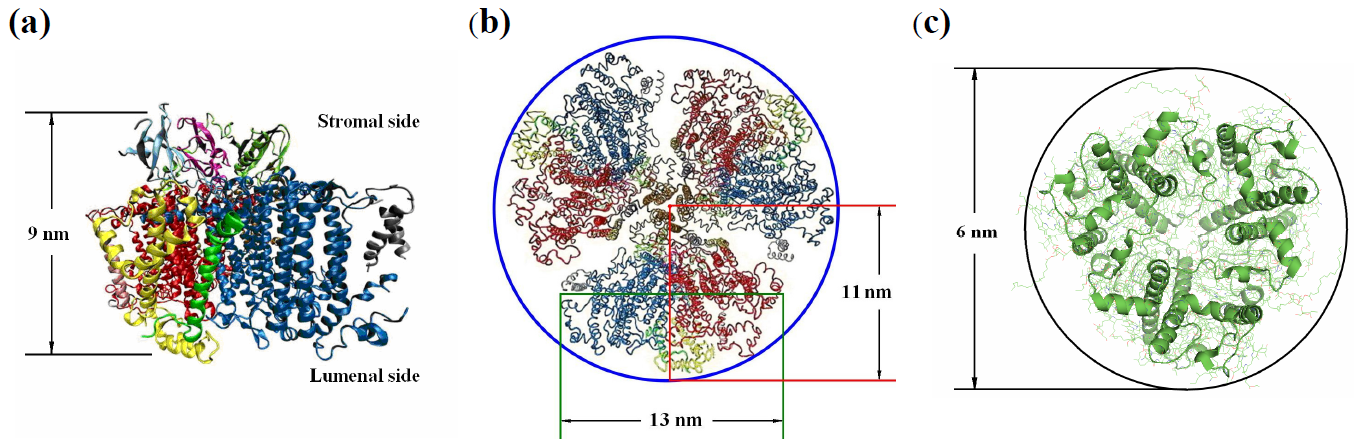 (a)
Stromal side
9 nm
Lumenal side
(b)
11 nm
13 nm
(c)
6 nm